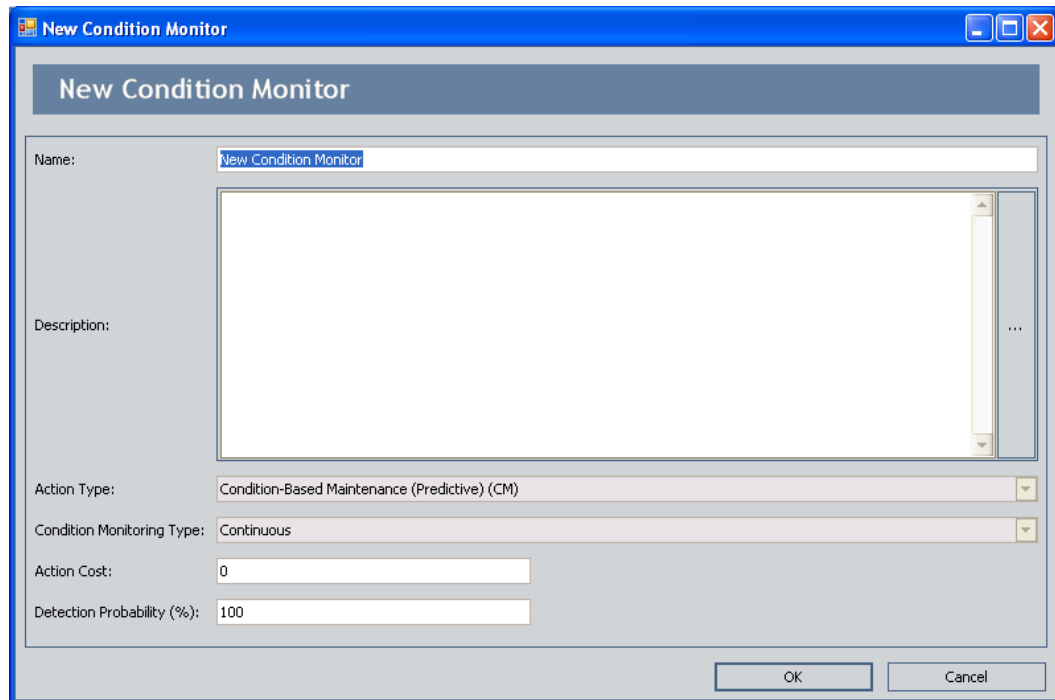 New Condition Monitor
New Condition Monitor
Name: New Condition Monitor
Description: ...
Action Type: Condition-Based Maintenance (Predictive) (CM)
Condition Monitoring Type: Continuous
Action Cost: 0
Detection Probability (%): 100
OK Cancel